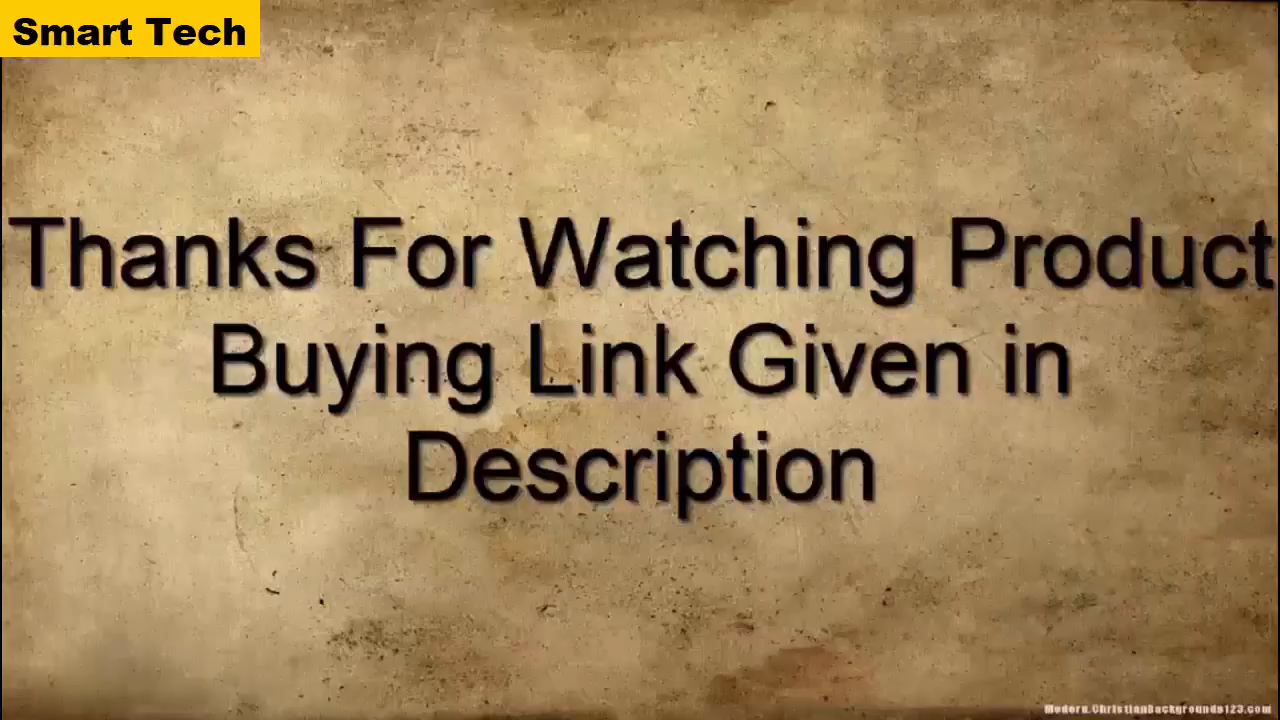 Smart Tech
Thanks For Watching Product
Buying Link Given in
Description
Modern.ChristianBackgrounds123.com